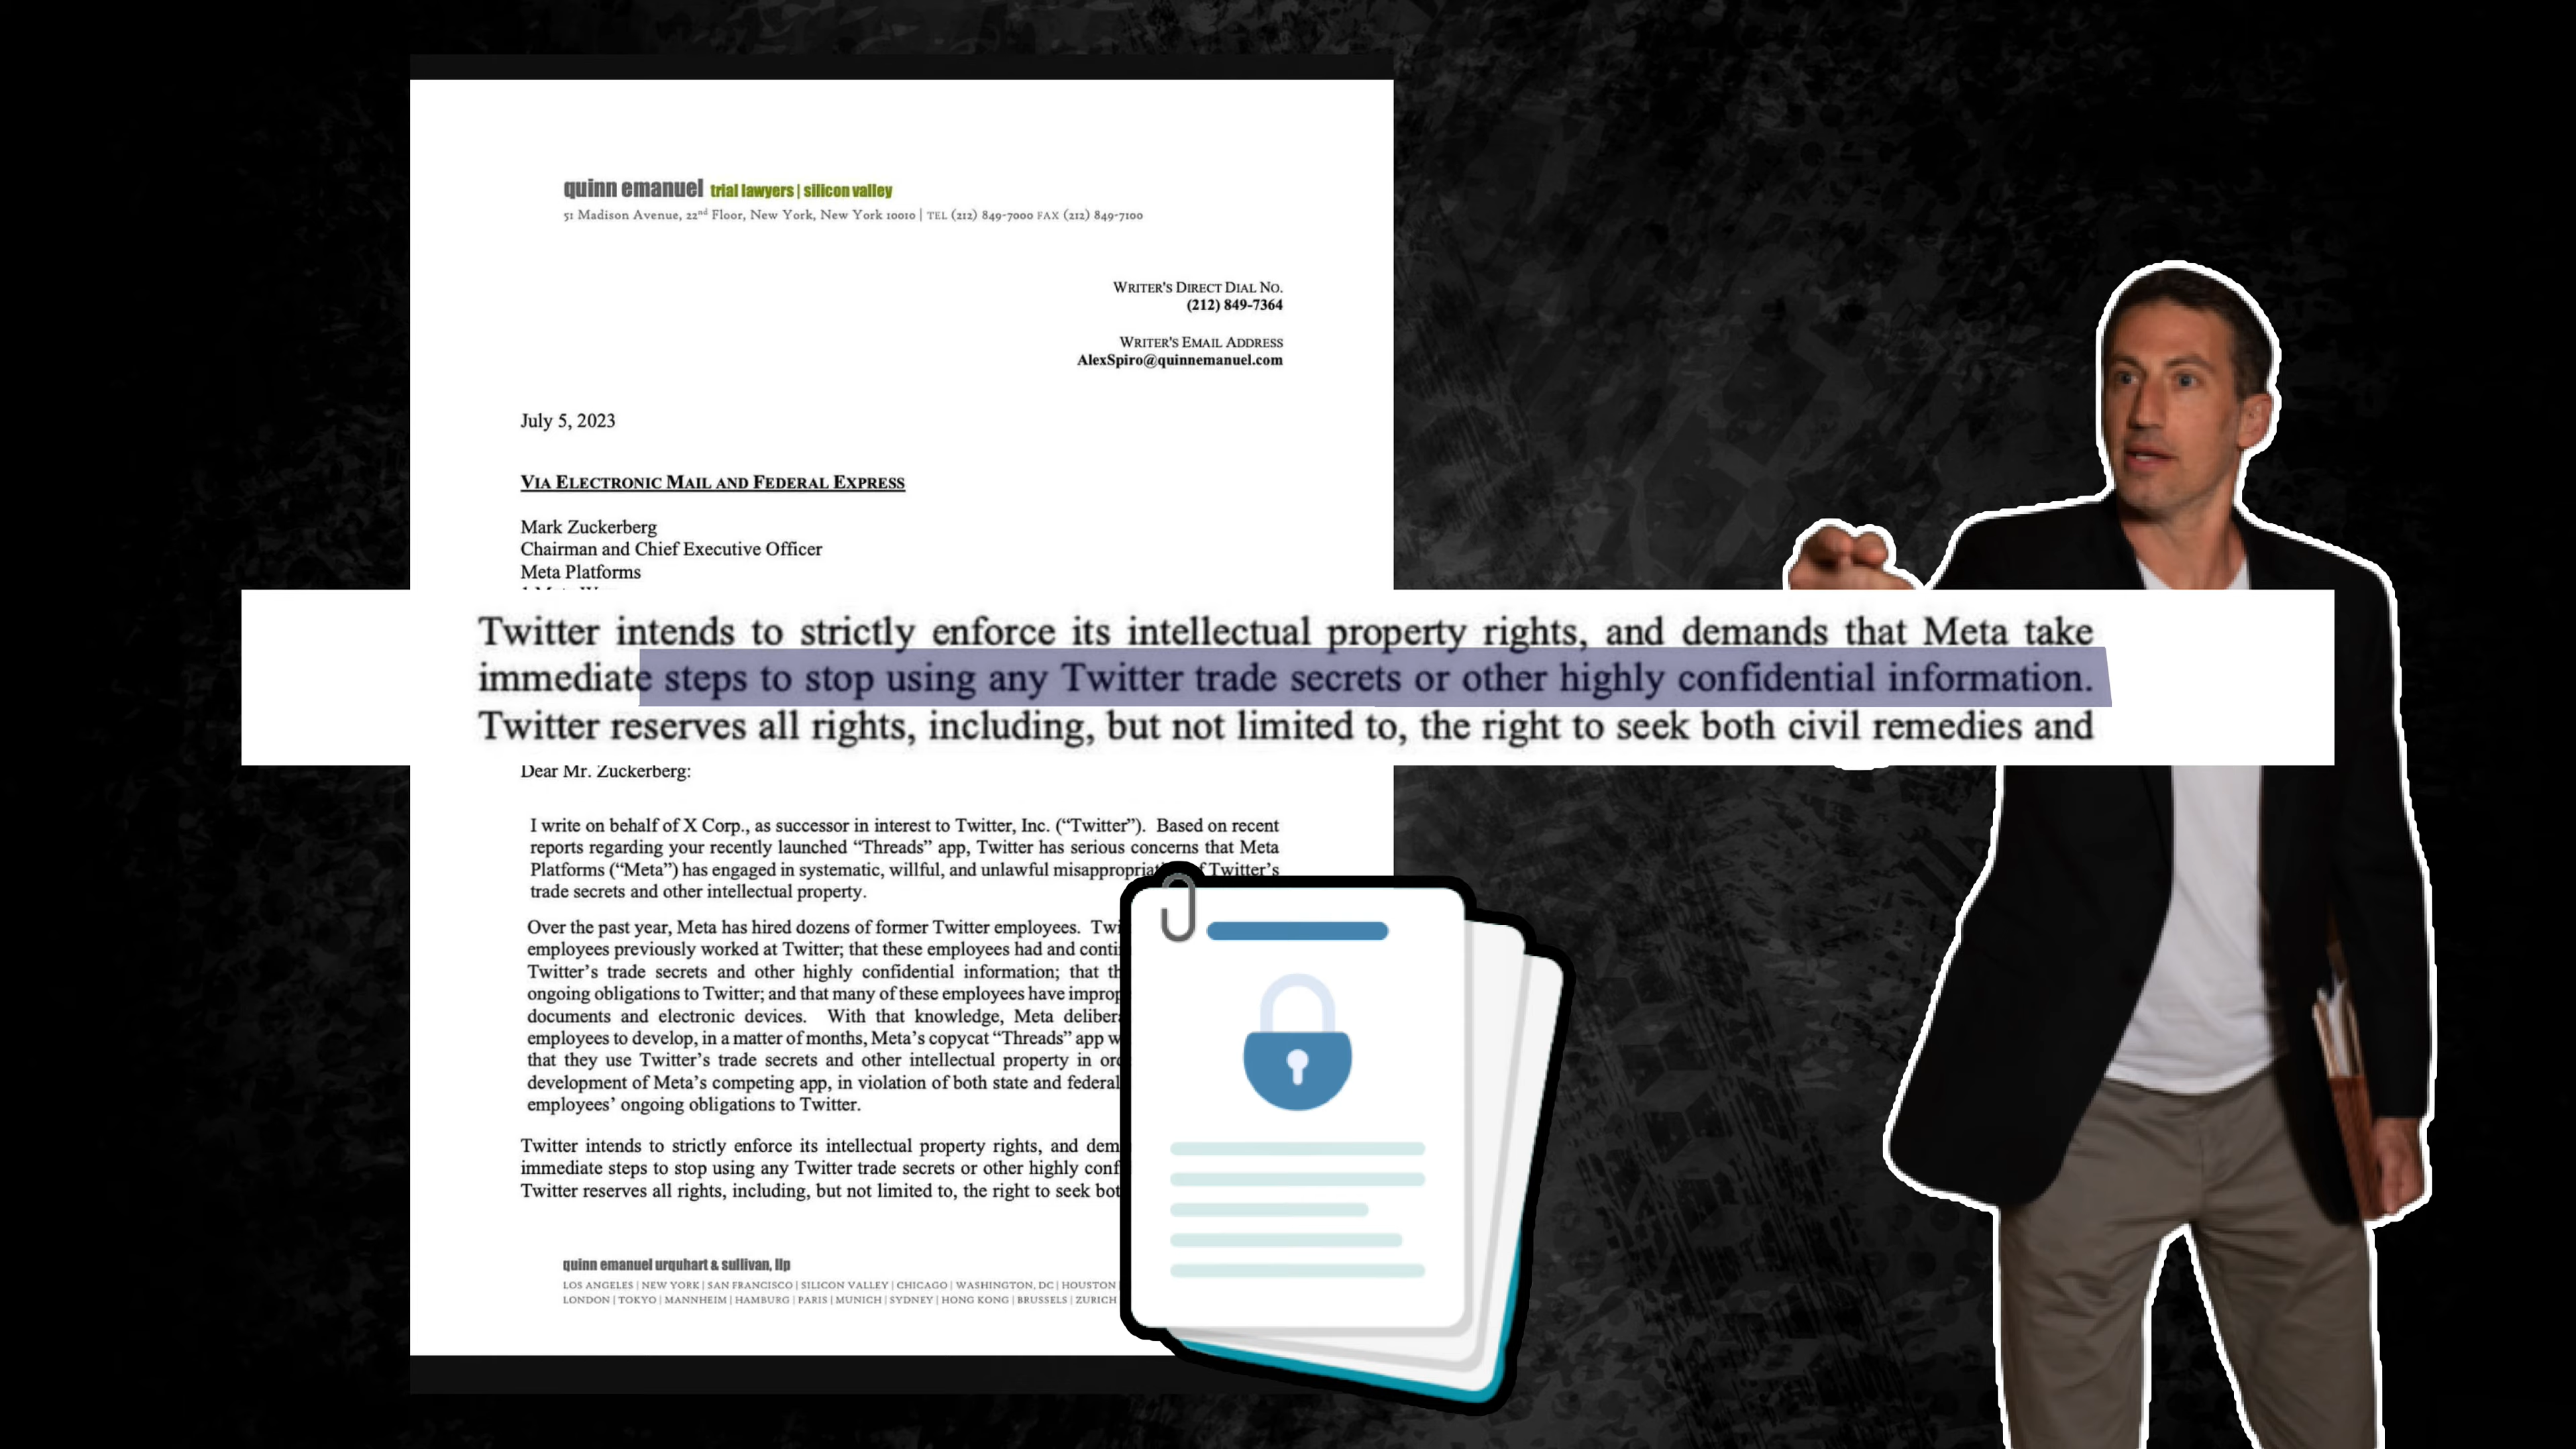 quinn emanuel trial lawyers | silicon valley
51 Madison Avenue, 22nd Floor, New York, New York 10010 | TEL (212) 849-7000 FAX (212) 849-7100
WRITER'S DIRECT DIAL NO.
(212) 849-7364
WRITER'S EMAIL ADDRESS
AlexSpiro@quinnemanuel.com
July 5, 2023
VIA ELECTRONIC MAIL AND FEDERAL EXPRESS
Mark Zuckerberg
Chairman and Chief Executive Officer
Meta Platforms
Twitter intends to strictly enforce its intellectual property rights, and demands that Meta take
immediate steps to stop using any Twitter trade secrets or other highly confidential information.
Twitter reserves all rights, including, but not limited to, the right to seek both civil remedies and
Dear Mr. Zuckerberg:
I write on behalf of X Corp., as successor in interest to Twitter, Inc. (“Twitter”). Based on recent
reports regarding your recently launched “Threads” app, Twitter has serious concerns that Meta
Platforms (“Meta”) has engaged in systematic, willful, and unlawful misappropriat f Twitter’s
trade secrets and other intellectual property.
Over the past year, Meta has hired dozens of former Twitter employees. Twi
employees previously worked at Twitter; that these employees had and conti
Twitter’s trade secrets and other highly confidential information; that th
ongoing obligations to Twitter; and that many of these employees have improp
documents and electronic devices. With that knowledge, Meta delibera
employees to develop, in a matter of months, Meta’s copycat “Threads” app w
that they use Twitter’s trade secrets and other intellectual property in ord
development of Meta’s competing app, in violation of both state and federal
employees’ ongoing obligations to Twitter.
Twitter intends to strictly enforce its intellectual property rights, and dem
immediate steps to stop using any Twitter trade secrets or other highly conf
Twitter reserves all rights, including, but not limited to, the right to seek bot
quinn emanuel urquhart & sullivan, llp
LOS ANGELES | NEW YORK | SAN FRANCISCO | SILICON VALLEY | CHICAGO | WASHINGTON, DC | HOUSTON
LONDON | TOKYO | MANNHEIM | HAMBURG | PARIS | MUNICH | SYDNEY | HONG KONG | BRUSSELS | ZURICH